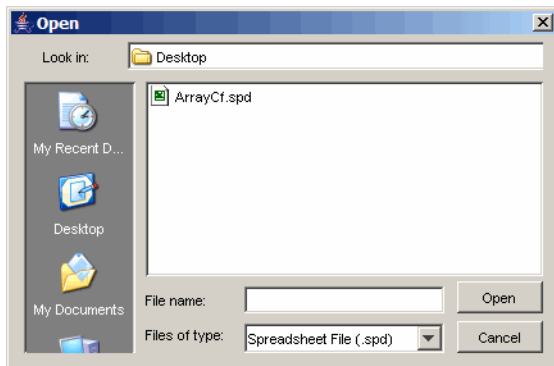 Open
Look in: Desktop
ArrayCf.spd
My Recent D...
Desktop
My Documents
File name: Open
Files of type: Spreadsheet File (.spd) Cancel